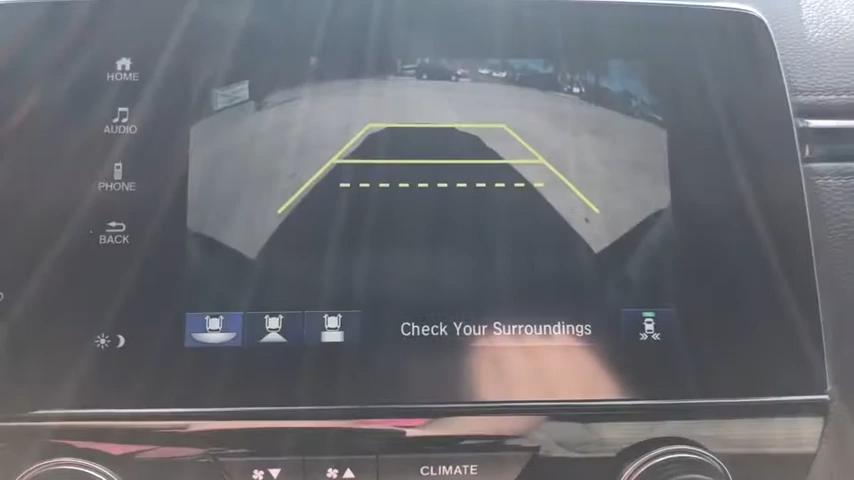 HOME
AUDIO
PHONE
BACK
Check Your Surroundings
CLIMATE